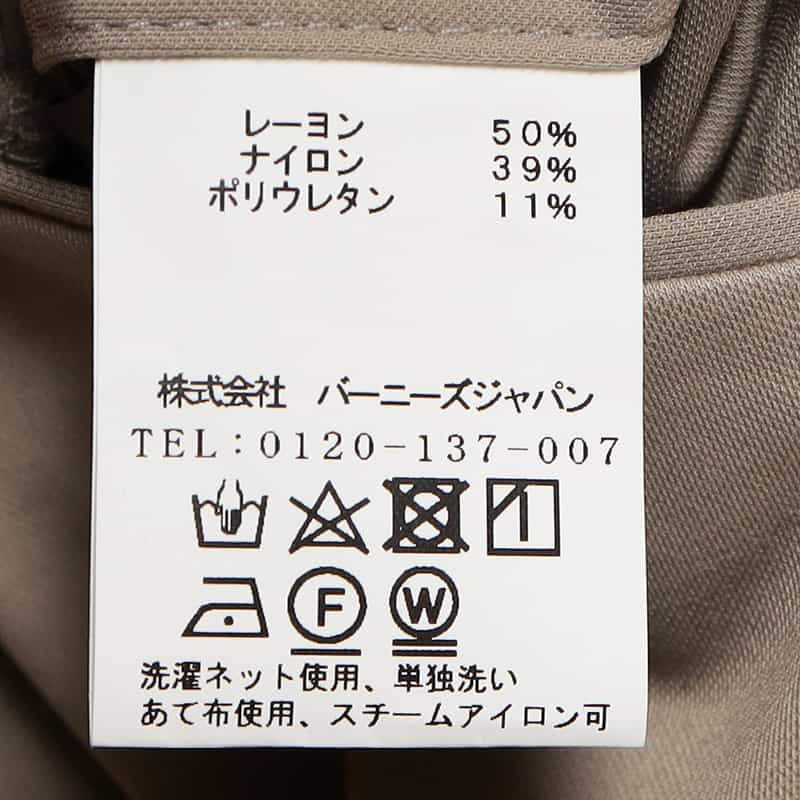 レーヨン 50%
ナイロン 39%
ポリウレタン 11%
株式会社 バーニーズジャパン
TEL:0120-137-007
F W
洗濯ネット使用、単独洗い
あて布使用、スチームアイロン可